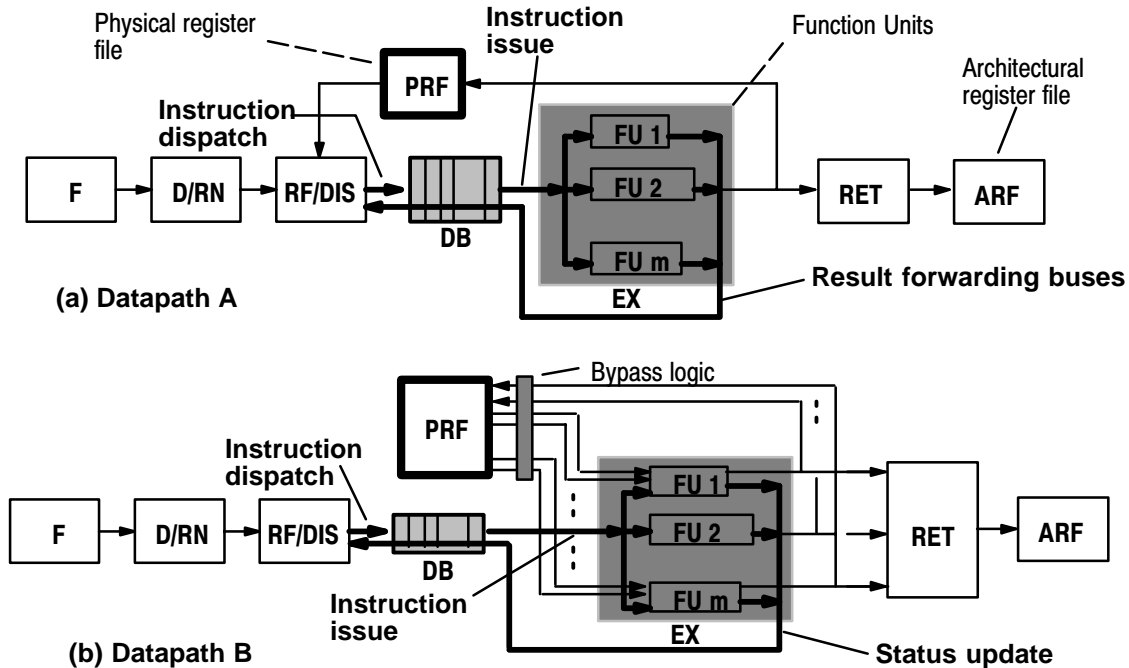 Physical register
file
Instruction
issue
Function Units
Architectural
register file
PRF
Instruction
dispatch
FU 1
F
D/RN
RF/DIS
FU 2
RET
ARF
DB
FU m
(a) Datapath A
EX
Result forwarding buses
Bypass logic
PRF
Instruction
dispatch
FU 1
F
D/RN
RF/DIS
FU 2
RET
ARF
DB
FU m
Instruction
issue
EX
(b) Datapath B
Status update